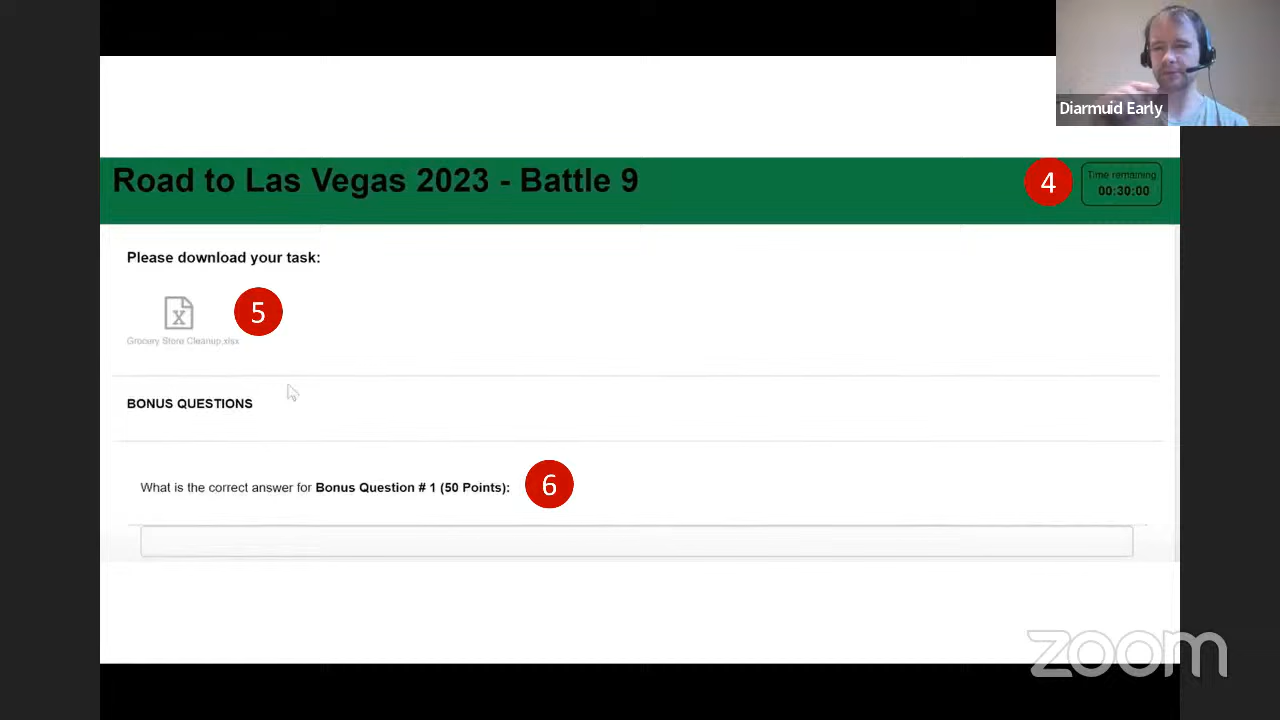 Diarmuid Early
Road to Las Vegas 2023 - Battle 9
4
Time remaining
00:30:00
Please download your task:
5
Grocery Store Cleanup.xlsx
BONUS QUESTIONS
What is the correct answer for Bonus Question # 1 (50 Points):
6
zoom